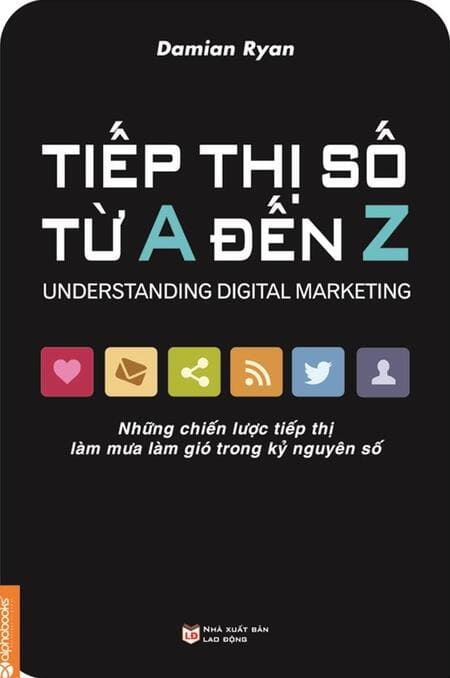 Damian Ryan
TIẾP THỊ SỐ
TỪ A ĐẾN Z
UNDERSTANDING DIGITAL MARKETING
Những chiến lược tiếp thị
làm mưa làm gió trong kỷ nguyên số
alphabooks
LĐ
NHÀ XUẤT BẢN
LAO ĐỘNG